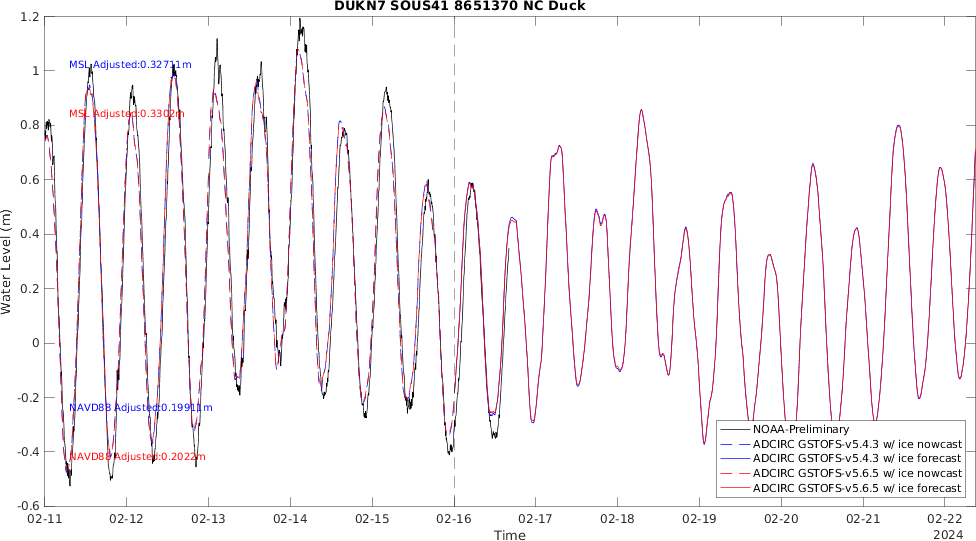 DUKN7 SOUS41 8651370 NC Duck
1.2
1
0.8
0.6
0.4
0.2
0
-0.2
-0.4
-0.6
Water Level (m)
MSL Adjusted:0.32711m
MSL Adjusted:0.3302m
NAVD88 Adjusted:0.19911m
NAVD88 Adjusted:0.2022m
NOAA-Preliminary
ADCIRC GSTOFS-v5.4.3 w/ ice nowcast
ADCIRC GSTOFS-v5.4.3 w/ ice forecast
ADCIRC GSTOFS-v5.6.5 w/ ice nowcast
ADCIRC GSTOFS-v5.6.5 w/ ice forecast
02-11 02-12 02-13 02-14 02-15 02-16 02-17 02-18 02-19 02-20 02-21 02-22
Time
2024